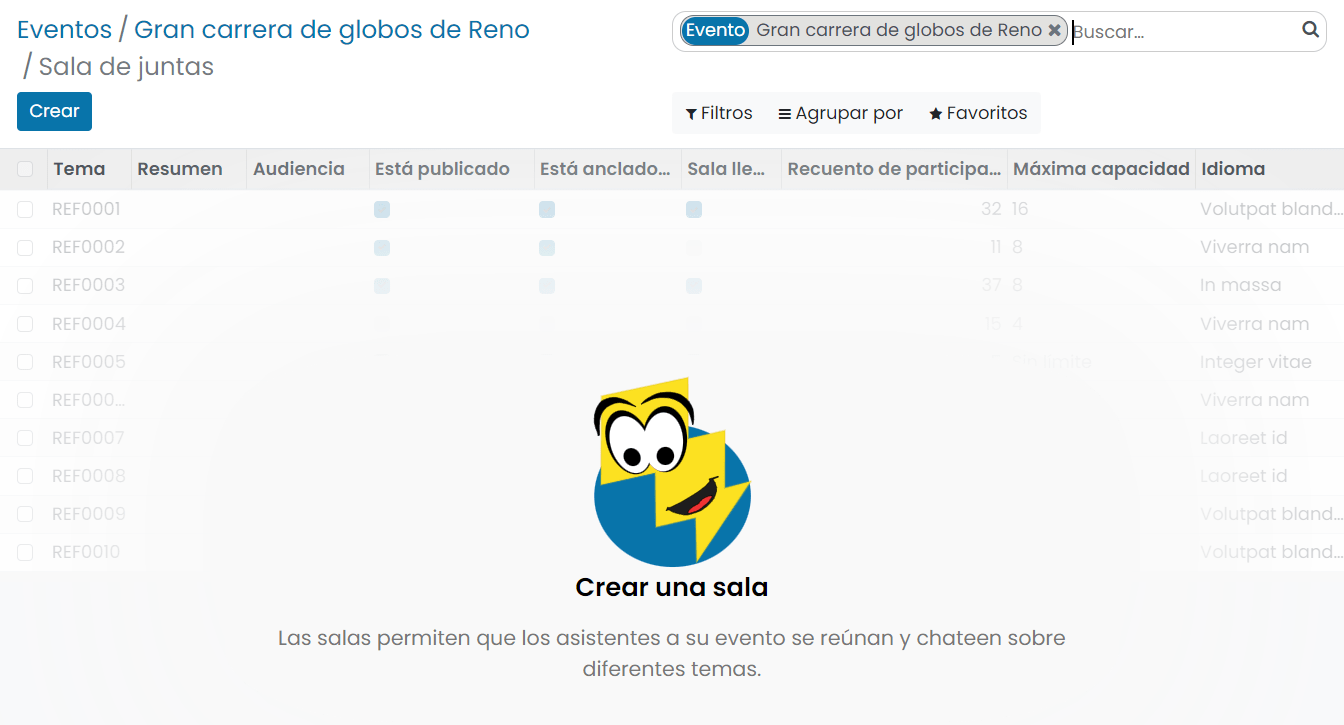 Eventos / Gran carrera de globos de Reno
/ Sala de juntas
Evento Gran carrera de globos de Reno ✖ Buscar...
Crear
Filtros Agrupar por Favoritos
Tema Resumen Audiencia Está publicado Está anclado... Sala lle... Recuento de participa... Máxima capacidad Idioma
REF0001 32 16 Volutpat bland...
REF0002 11 8 Viverra nam
REF0003 37 8 In massa
REF0004 15 4 Viverra nam
REF0005 límite Integer vitae
REF000... Viverra nam
REF0007 Laoreet id
REF0008 Laoreet id
REF0009 Volutpat bland...
REF0010 Volutpat bland...
Crear una sala
Las salas permiten que los asistentes a su evento se reúnan y chateen sobre
diferentes temas.